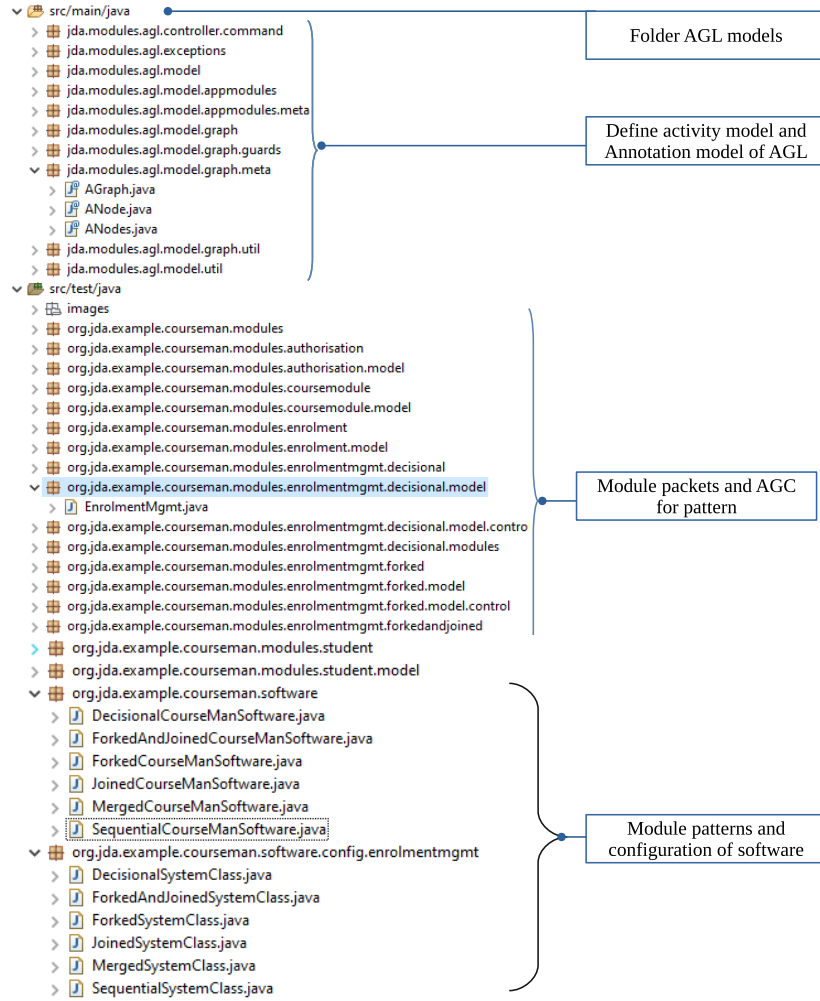 src/main/java
Folder AGL models
jda.modules.agl.controller.command
jda.modules.agl.exceptions
jda.modules.agl.model
jda.modules.agl.model.appmodules
jda.modules.agl.model.appmodules.meta
jda.modules.agl.model.graph
jda.modules.agl.model.graph.guards
jda.modules.agl.model.graph.meta
AGraph.java
ANode.java
ANodes.java
jda.modules.agl.model.graph.util
jda.modules.agl.model.util
Define activity model and
Annotation model of AGL
src/test/java
images
org.jda.example.courseman.modules
org.jda.example.courseman.modules.authorisation
org.jda.example.courseman.modules.authorisation.model
org.jda.example.courseman.modules.coursemodule
org.jda.example.courseman.modules.coursemodule.model
org.jda.example.courseman.modules.enrolment
org.jda.example.courseman.modules.enrolment.model
org.jda.example.courseman.modules.enrolmentmgmt.decisional
org.jda.example.courseman.modules.enrolmentmgmt.decisional.model
EnrolmentMgmt.java
org.jda.example.courseman.modules.enrolmentmgmt.decisional.model.contro
org.jda.example.courseman.modules.enrolmentmgmt.decisional.modules
org.jda.example.courseman.modules.enrolmentmgmt.forked
org.jda.example.courseman.modules.enrolmentmgmt.forked.model
org.jda.example.courseman.modules.enrolmentmgmt.forked.model.control
org.jda.example.courseman.modules.enrolmentmgmt.forkedandjoined
Module packets and AGC
for pattern
org.jda.example.courseman.modules.student
org.jda.example.courseman.modules.student.model
org.jda.example.courseman.software
DecisionalCourseManSoftware.java
ForkedAndJoinedCourseManSoftware.java
ForkedCourseManSoftware.java
JoinedCourseManSoftware.java
MergedCourseManSoftware.java
SequentialCourseManSoftware.java
org.jda.example.courseman.software.config.enrolmentmgmt
DecisionalSystemClass.java
ForkedAndJoinedSystemClass.java
ForkedSystemClass.java
JoinedSystemClass.java
MergedSystemClass.java
SequentialSystemClass.java
Module patterns and
configuration of software